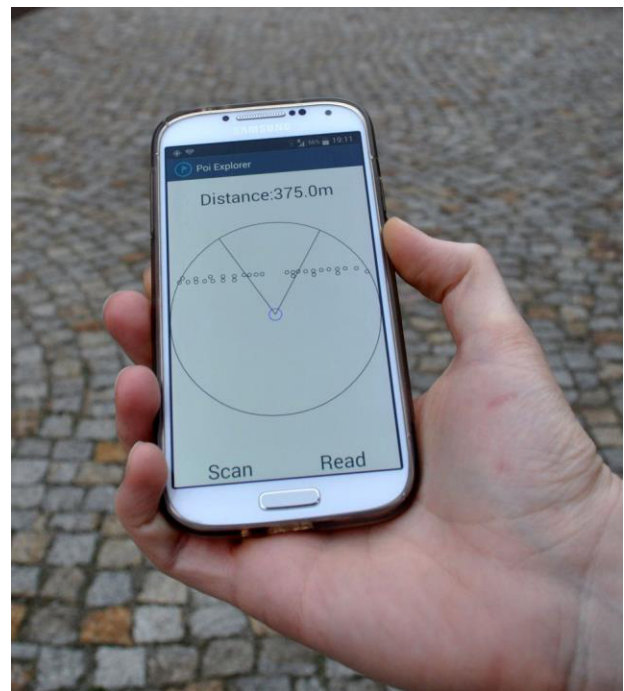 SAMSUNG
19:11
Poi Explorer
Distance:375.0m
Scan
Read